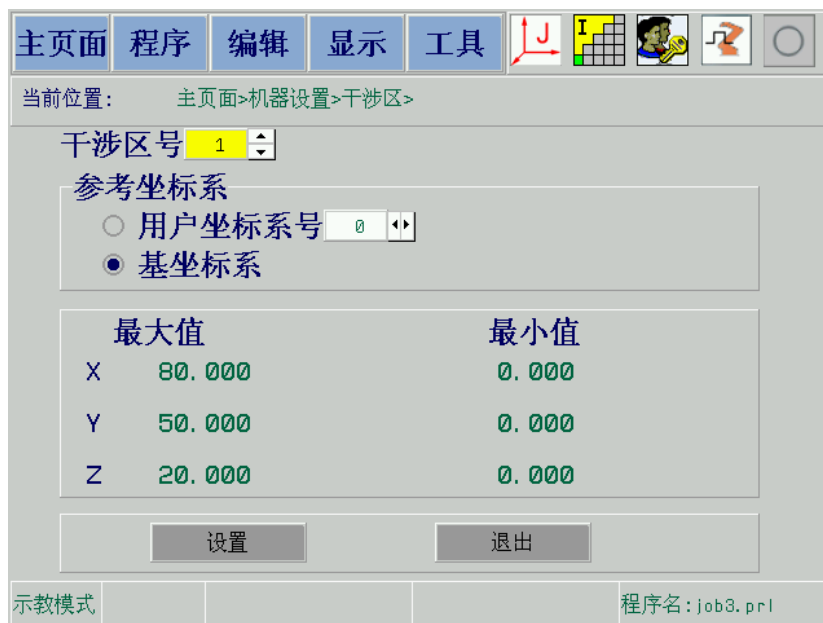 主页面 程序 编辑 显示 工具 J I
当前位置: 主页面>机器设置>干涉区>
干涉区号 1
参考坐标系
用户坐标系号 0
基坐标系
最大值 最小值
X 80.000 0.000
Y 50.000 0.000
Z 20.000 0.000
设置 退出
示教模式 程序名:job3.prl